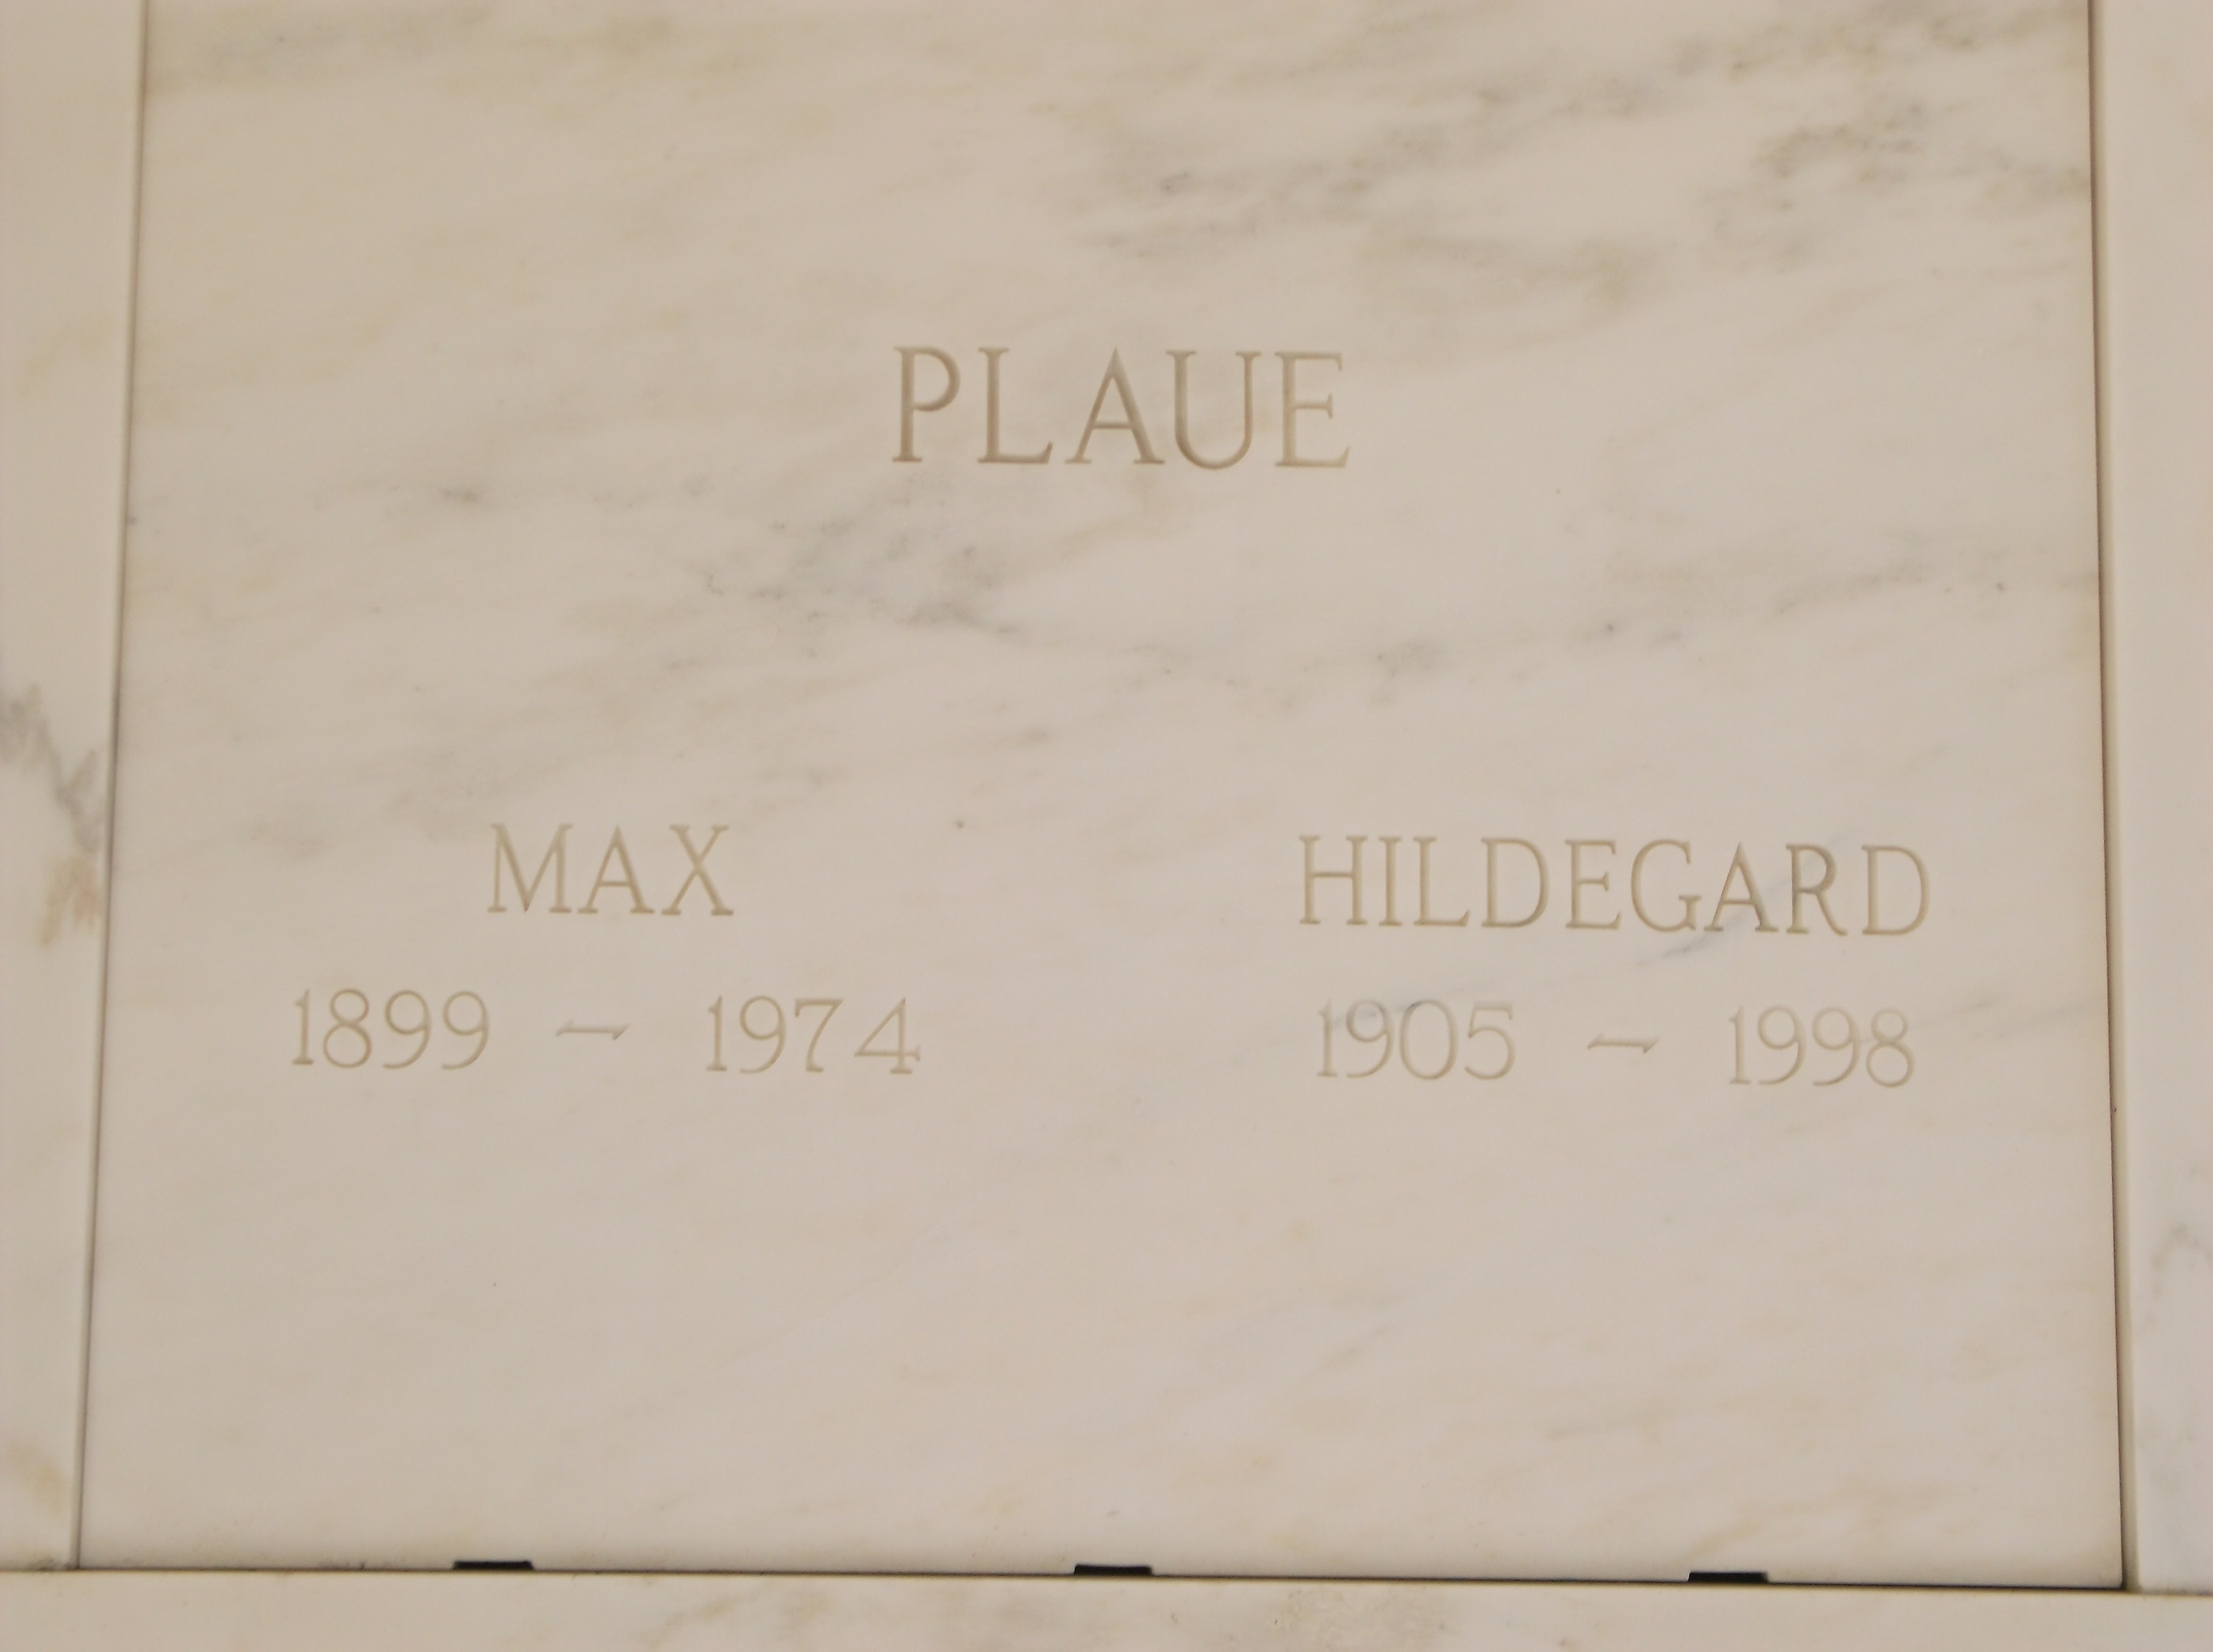 PLAUE
MAX HILDEGARD
1899 – 1974 1905 – 1998